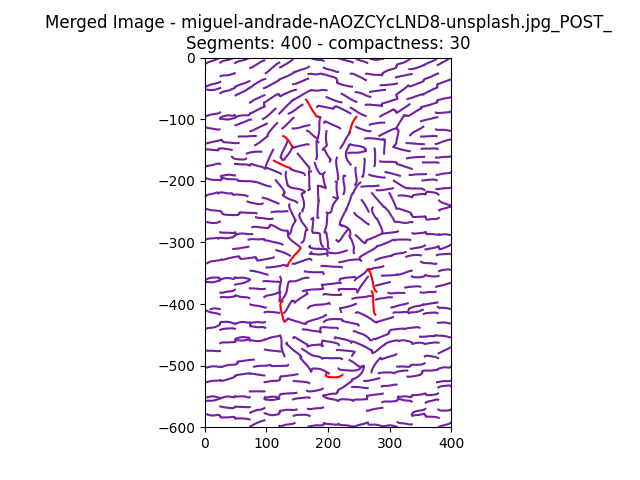 Merged Image - miguel-andrade-nAOZCYcLND8-unsplash.jpg_POST_
Segments: 400 - compactness: 30
0
−100
−200
−300
−400
−500
−600
0 100 200 300 400